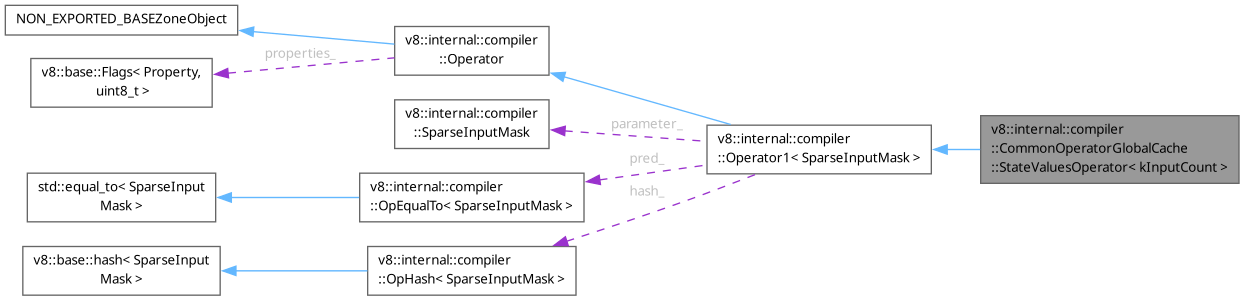 NON_EXPORTED_BASEZoneObject
v8::base::Flags< Property,
uint8_t >
properties_
v8::internal::compiler
::Operator
v8::internal::compiler
::SparseInputMask
parameter_
pred_
hash_
std::equal_to< SparseInput
Mask >
v8::internal::compiler
::OpEqualTo< SparseInputMask >
v8::base::hash< SparseInput
Mask >
v8::internal::compiler
::OpHash< SparseInputMask >
v8::internal::compiler
::Operator1< SparseInputMask >
v8::internal::compiler
::CommonOperatorGlobalCache
::StateValuesOperator< kInputCount >